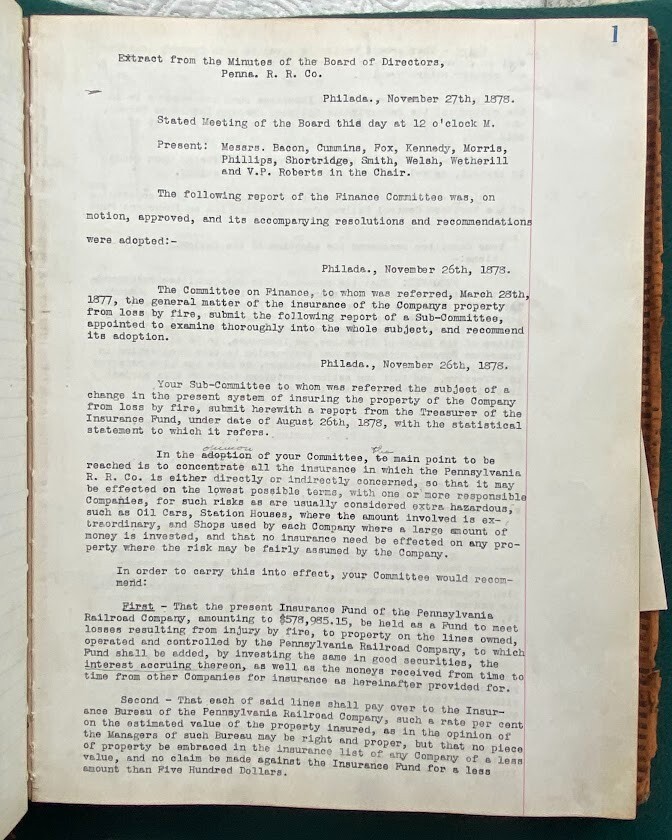 1
Extract from the Minutes of the Board of Directors,
Penna. R. R. Co.
Philada., November 27th, 1878.
Stated Meeting of the Board this day at 12 o'clock M.
Present: Messrs. Bacon, Cummins, Fox, Kennedy, Morris,
Phillips, Shortridge, Smith, Welsh, Wetherill
and V.P. Roberts in the Chair.
The following report of the Finance Committee was, on
motion, approved, and its accompanying resolutions and recommendations
were adopted:-
Philada., November 26th, 1878.
The Committee on Finance, to whom was referred, March 28th,
1877, the general matter of the insurance of the Companys property
from loss by fire, submit the following report of a Sub-Committee,
appointed to examine thoroughly into the whole subject, and recommend
its adoption.
Philada., November 26th, 1878.
Your Sub-Committee to whom was referred the subject of a
change in the present system of insuring the property of the Company
from loss by fire, submit herewith a report from the Treasurer of the
Insurance Fund, under date of August 26th, 1878, with the statistical
statement to which it refers.
opinion the
In the adoption of your Committee, te main point to be
reached is to concentrate all the insurance in which the Pennsylvania
R. R. Co. is either directly or indirectly concerned, so that it may
be effected on the lowest possible terms, with one or more responsible
Companies, for such risks as are usually considered extra hazardous,
such as Oil Cars, Station Houses, where the amount involved is ex-
traordinary, and Shops used by each Company where a large amount of
money is invested, and that no insurance need be effected on any pro-
perty where the risk may be fairly assumed by the Company.
In order to carry this into effect, your Committee would recom-
mend:
First - That the present Insurance Fund of the Pennsylvania
Railroad Company, amounting to $578,985.15, be held as a Fund to meet
losses resulting from injury by fire, to property on the lines owned,
operated and controlled by the Pennsylvania Railroad Company, to which
Fund shall be added, by investing the same in good securities, the
interest accruing thereon, as well as the moneys received from time to
time from other Companies for insurance as hereinafter provided for.
Second - That each of said lines shall pay over to the Insur-
ance Bureau of the Pennsylvania Railroad Company, such a rate per cent
on the estimated value of the property insured, as in the opinion of
the Managers of such Bureau may be right and proper, but that no piece
of property be embraced in the insurance list of any Company of a less
value, and no claim be made against the Insurance Fund for a less
amount than Five Hundred Dollars.